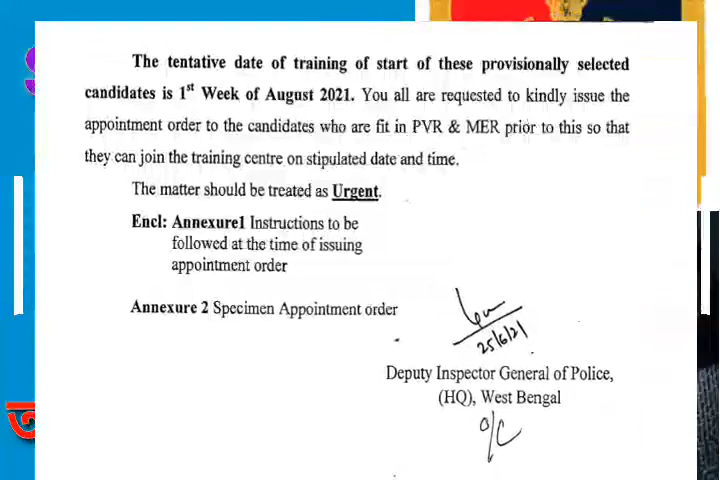 The tentative date of training of start of these provisionally selected
candidates is 1st Week of August 2021. You all are requested to kindly issue the
appointment order to the candidates who are fit in PVR & MER prior to this so that
they can join the training centre on stipulated date and time.
The matter should be treated as Urgent.
Encl: Annexure1 Instructions to be
followed at the time of issuing
appointment order
Annexure 2 Specimen Appointment order
25/6/21
Deputy Inspector General of Police,
(HQ), West Bengal
o/c